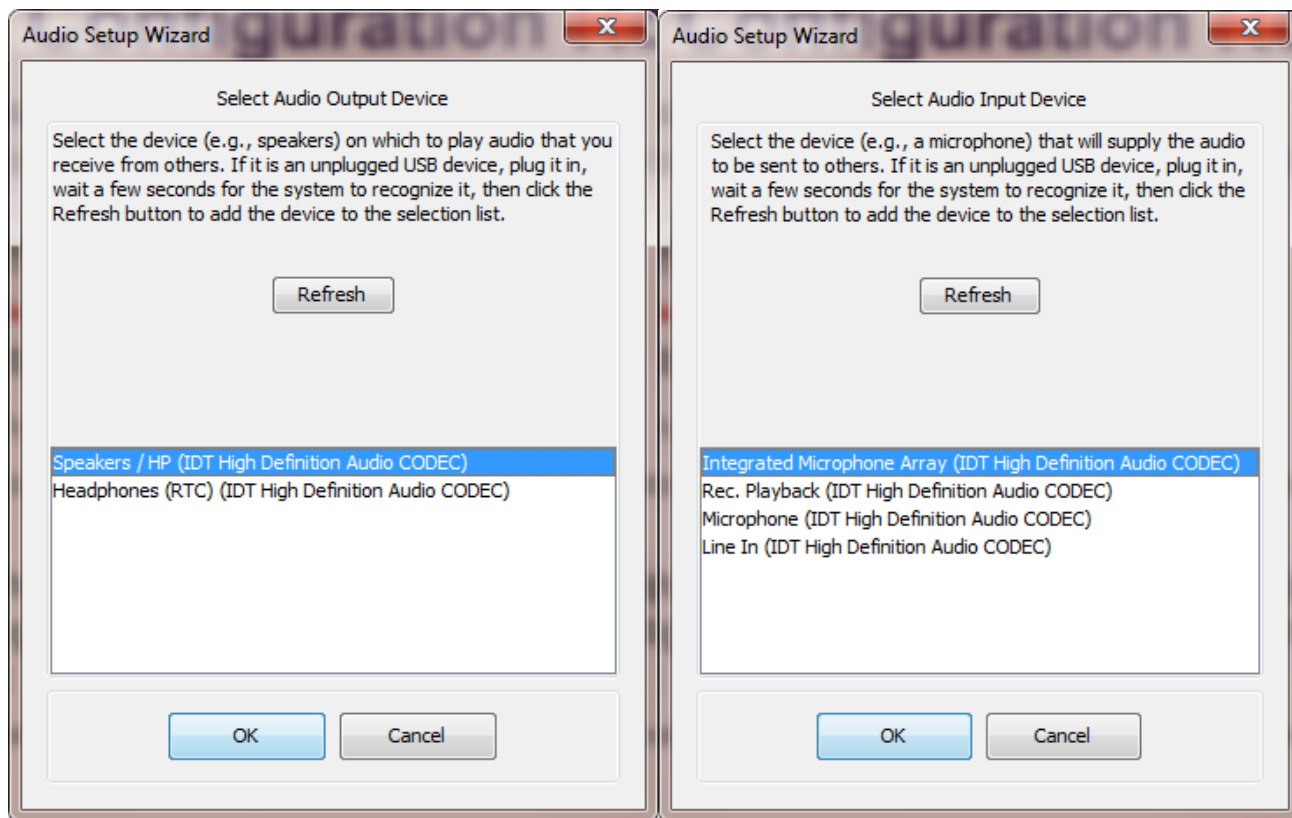 Audio Setup Wizard
Select Audio Output Device
Select the device (e.g., speakers) on which to play audio that you
receive from others. If it is an unplugged USB device, plug it in,
wait a few seconds for the system to recognize it, then click the
Refresh button to add the device to the selection list.
Refresh
Speakers / HP (IDT High Definition Audio CODEC)
Headphones (RTC) (IDT High Definition Audio CODEC)
OK Cancel
Audio Setup Wizard
Select Audio Input Device
Select the device (e.g., a microphone) that will supply the audio
to be sent to others. If it is an unplugged USB device, plug it in,
wait a few seconds for the system to recognize it, then click the
Refresh button to add the device to the selection list.
Refresh
Integrated Microphone Array (IDT High Definition Audio CODEC)
Rec. Playback (IDT High Definition Audio CODEC)
Microphone (IDT High Definition Audio CODEC)
Line In (IDT High Definition Audio CODEC)
OK Cancel